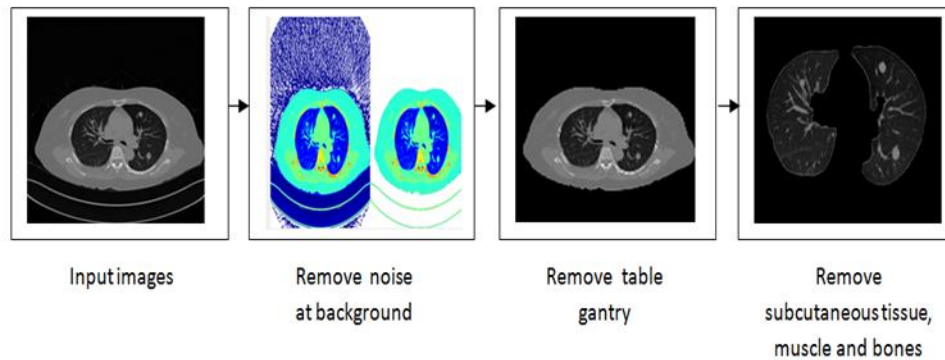 Input images
Remove noise
at background
Remove table
gantry
Remove
subcutaneous tissue,
muscle and bones